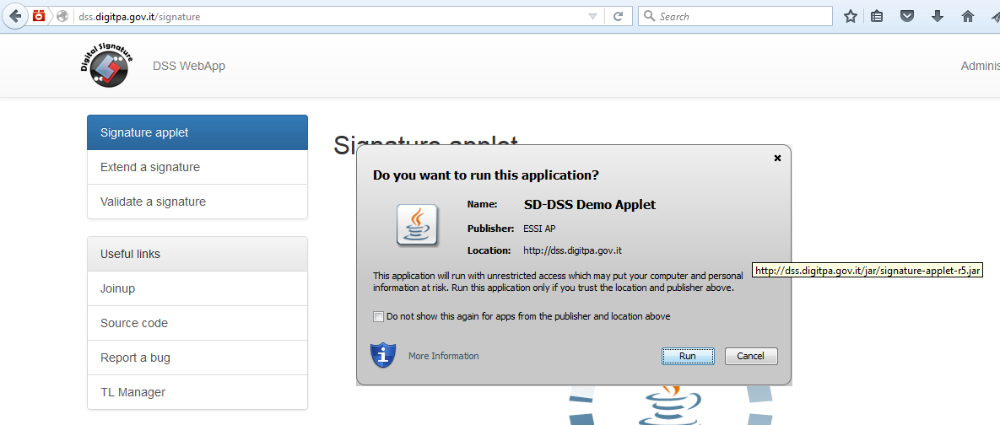 dss.digitpa.gov.it/signature
Search
Digital Signature
DSS WebApp
Adminis
Signature applet
Extend a signature
Validate a signature
Useful links
Joinup
Source code
Report a bug
TL Manager
Signature applet
Do you want to run this application?
Name: SD-DSS Demo Applet
Publisher: ESSI AP
Location: http://dss.digitpa.gov.it
http://dss.digitpa.gov.it/jar/signature-applet-r5.jar
This application will run with unrestricted access which may put your computer and personal
information at risk. Run this application only if you trust the location and publisher above.
Do not show this again for apps from the publisher and location above
More Information
Run
Cancel